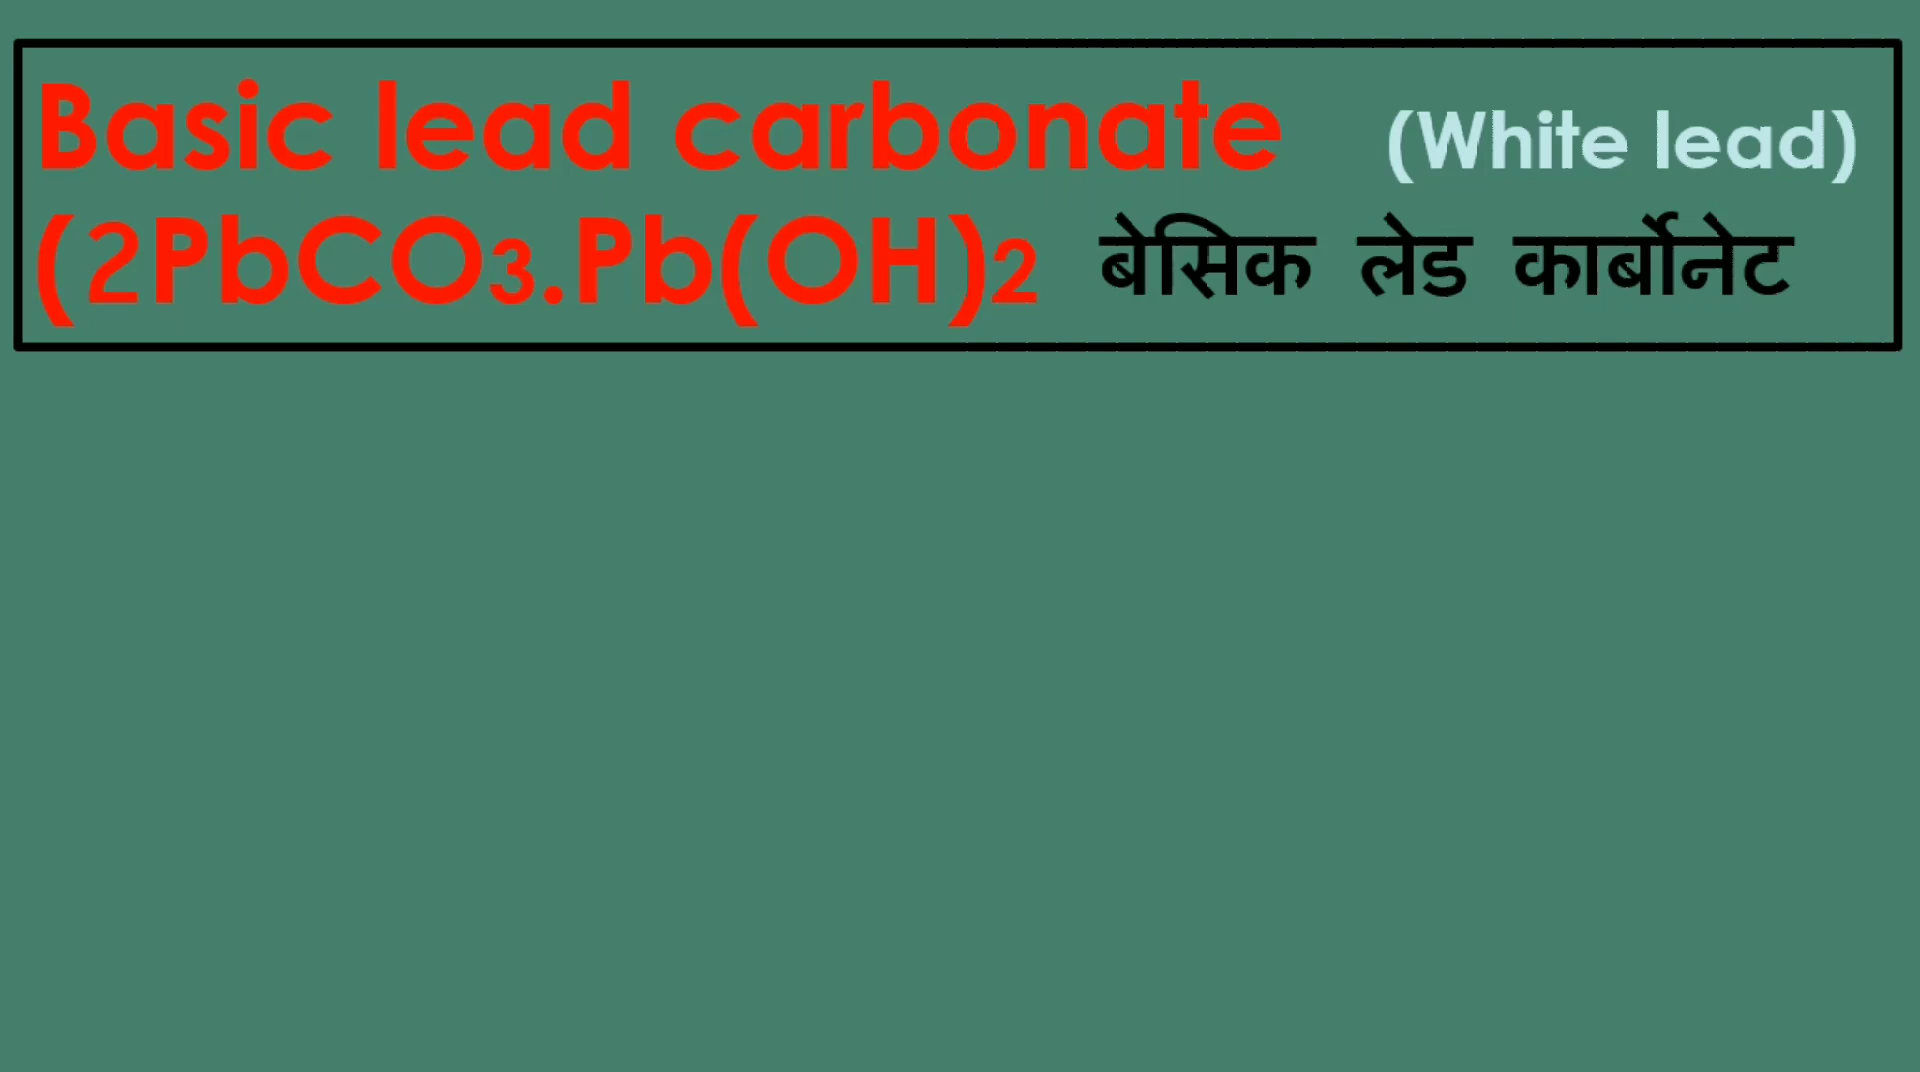 Basic lead carbonate (White lead)
(2PbCO3.Pb(OH)2 बेसिक लेड कार्बोनेट